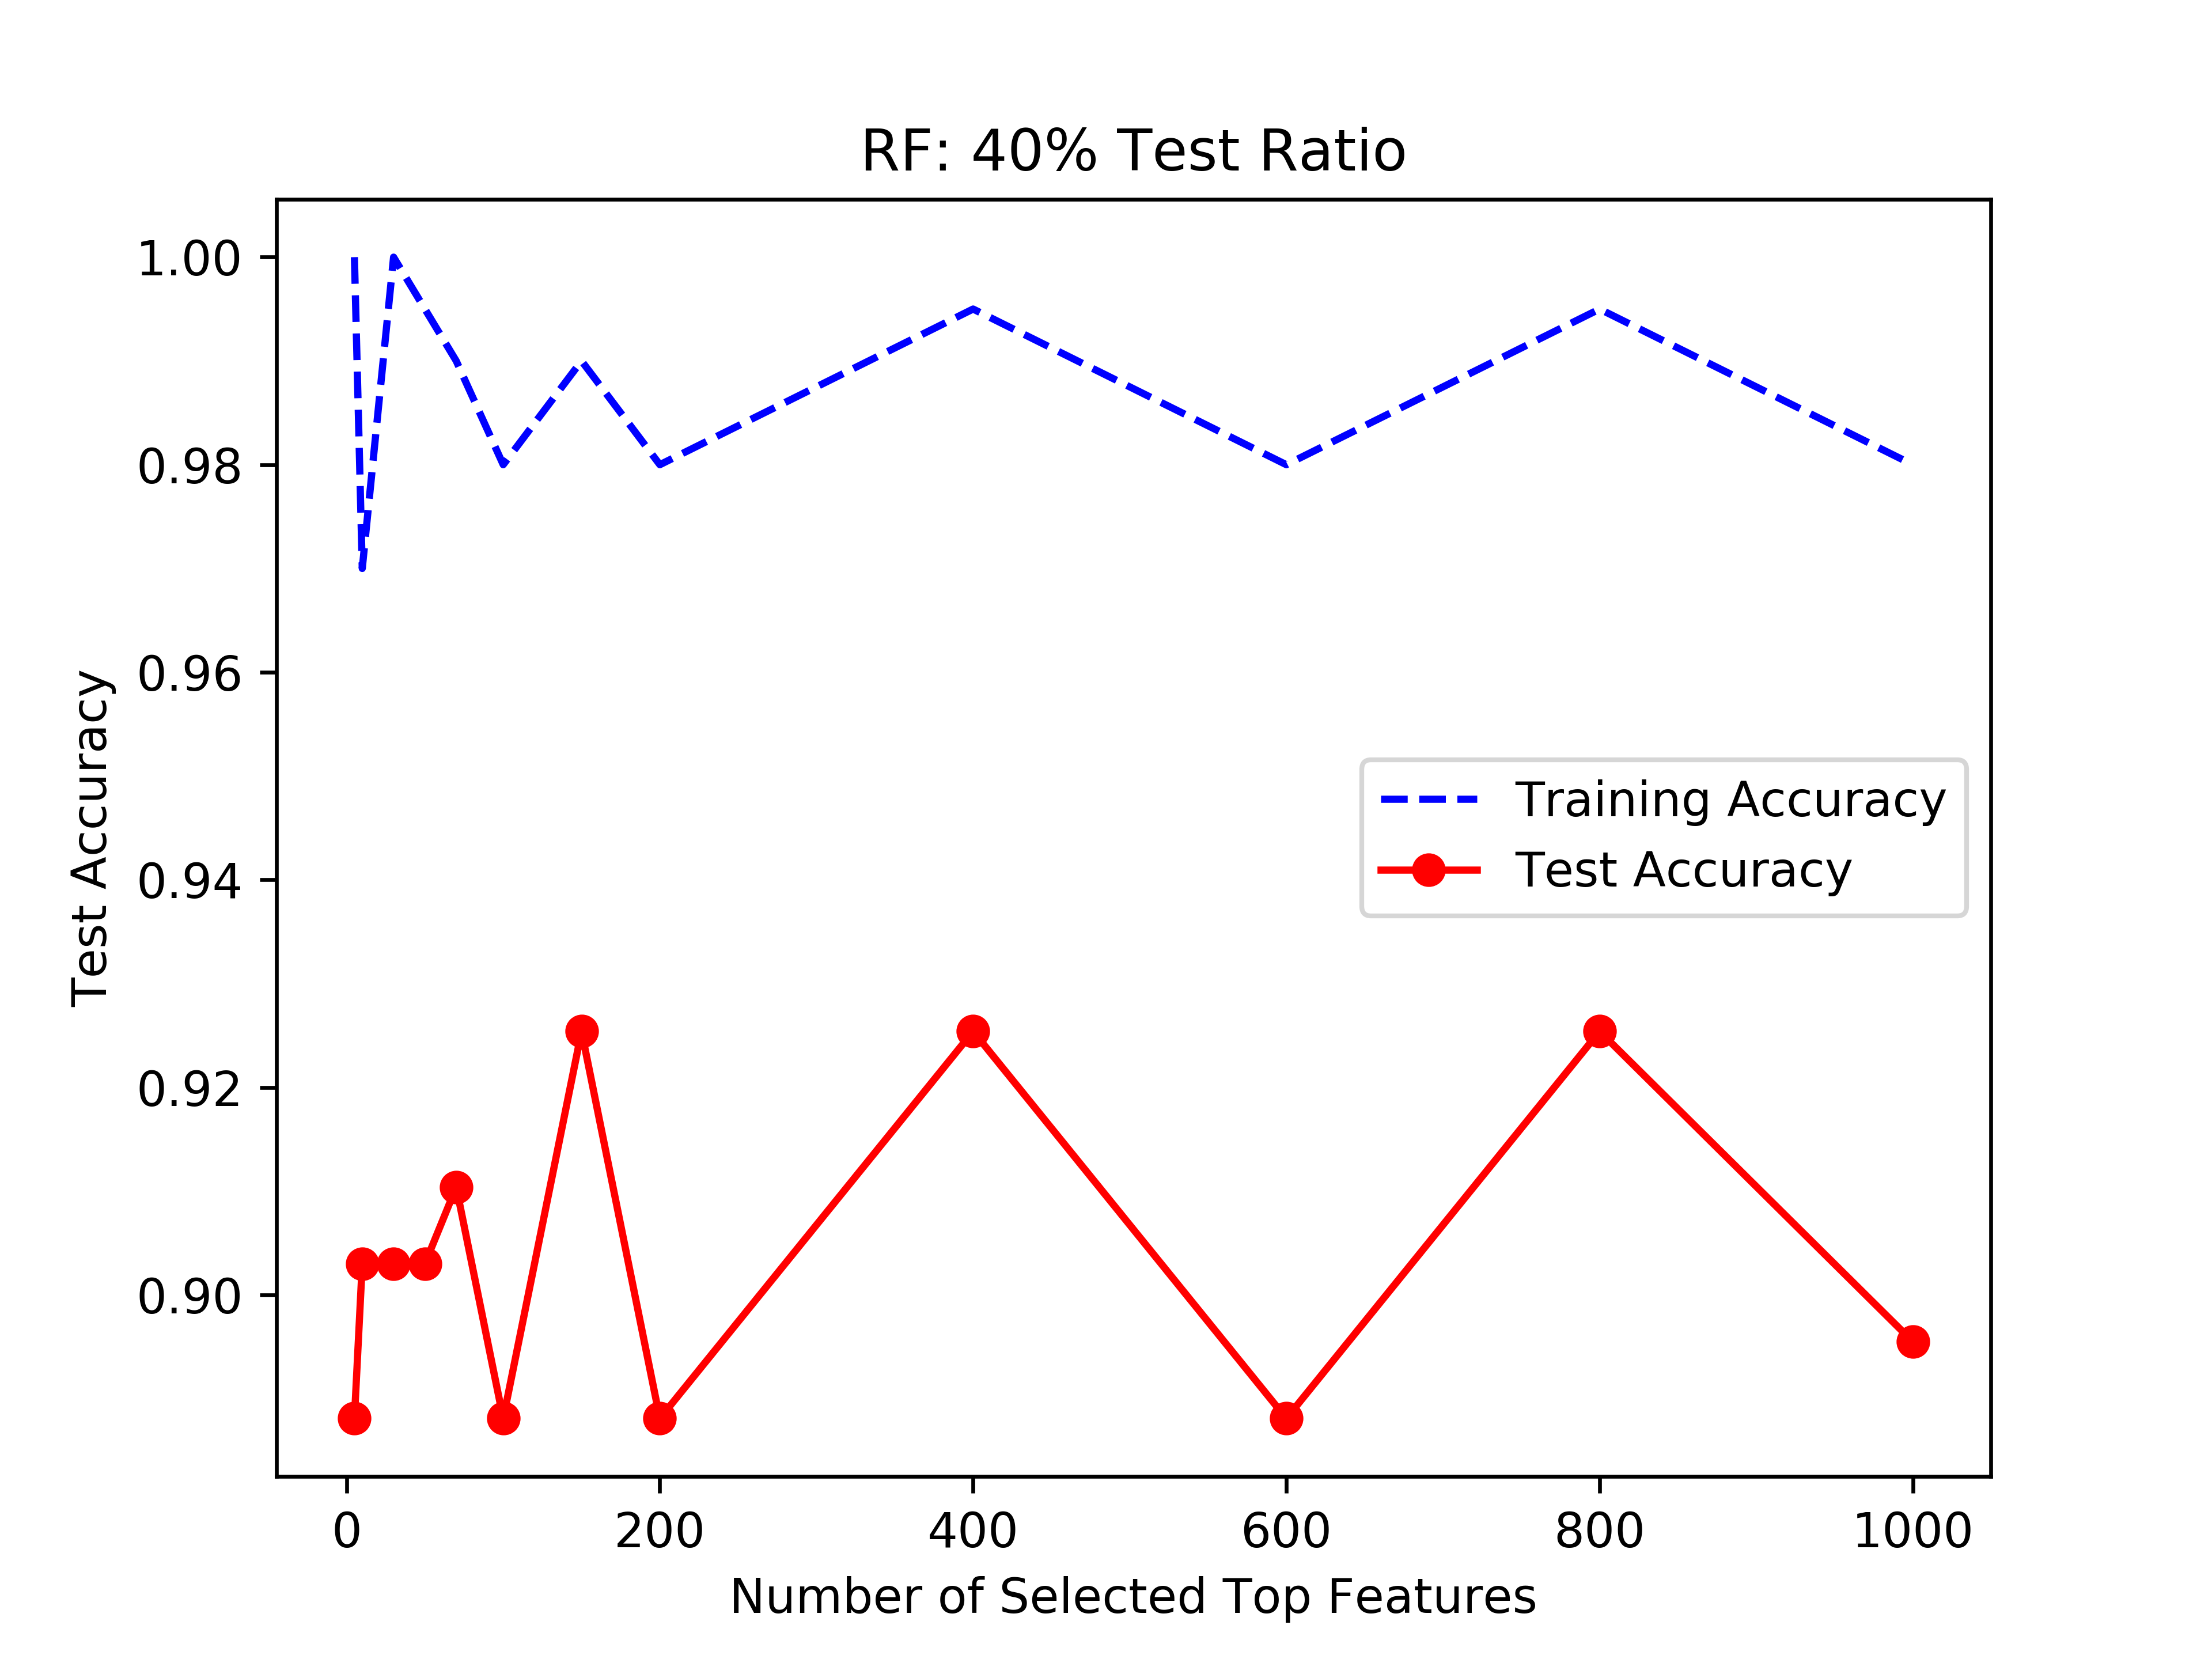 RF: 40% Test Ratio
1.00
0.98
0.96
0.94
0.92
0.90
Test Accuracy
Training Accuracy
Test Accuracy
0 200 400 600 800 1000
Number of Selected Top Features